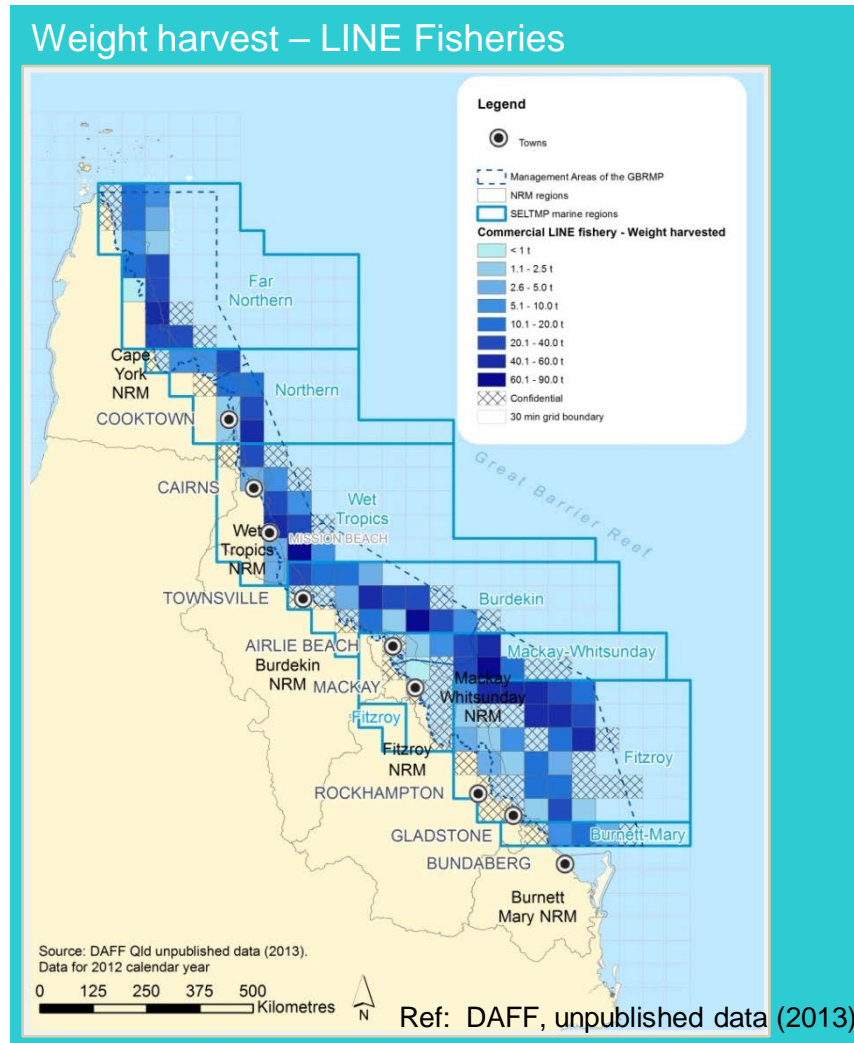 Weight harvest – LINE Fisheries
Legend
Towns
Management Areas of the GBRMP
NRM regions
SELTMP marine regions
Commercial LINE fishery - Weight harvested
< 1 t
1.1 - 2.5 t
2.6 - 5.0 t
5.1 - 10.0 t
10.1 - 20.0 t
20.1 - 40.0 t
40.1 - 60.0 t
60.1 - 90.0 t
Confidential
30 min grid boundary
Far
Northern
Cape
York
NRM
Northern
COOKTOWN
Great Barrier Reef
CAIRNS
Wet
Tropics
Wet
Tropics
NRM
MISSION BEACH
TOWNSVILLE
Burdekin
AIRLIE BEACH
Mackay-Whitsunday
Burdekin
NRM
MACKAY
Mackay
Whitsunday
NRM
Fitzroy
Fitzroy
NRM
Fitzroy
ROCKHAMPTON
GLADSTONE
Burnett-Mary
BUNDABERG
Burnett
Mary NRM
Source: DAFF Qld unpublished data (2013).
Data for 2012 calendar year
0 125 250 375 500
Kilometres
N
Ref: DAFF, unpublished data (2013)